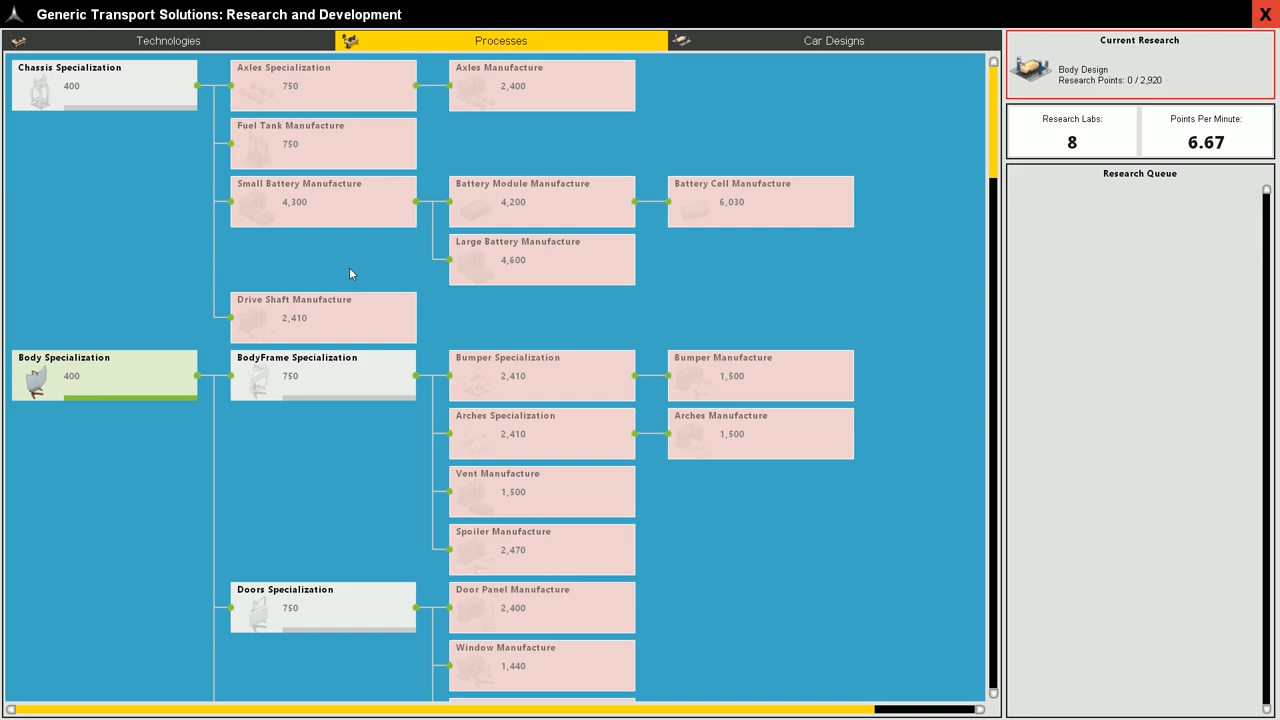 Generic Transport Solutions: Research and Development
X
Technologies
Processes
Car Designs
Chassis Specialization
400
Axles Specialization
750
Axles Manufacture
2,400
Fuel Tank Manufacture
750
Small Battery Manufacture
4,300
Battery Module Manufacture
4,200
Battery Cell Manufacture
6,030
Large Battery Manufacture
4,600
Drive Shaft Manufacture
2,410
Body Specialization
400
BodyFrame Specialization
750
Bumper Specialization
2,410
Bumper Manufacture
1,500
Arches Specialization
2,410
Arches Manufacture
1,500
Vent Manufacture
1,500
Spoiler Manufacture
2,470
Doors Specialization
750
Door Panel Manufacture
2,400
Window Manufacture
1,440
Current Research
Body Design
Research Points: 0 / 2,920
Research Labs:
8
Points Per Minute:
6.67
Research Queue